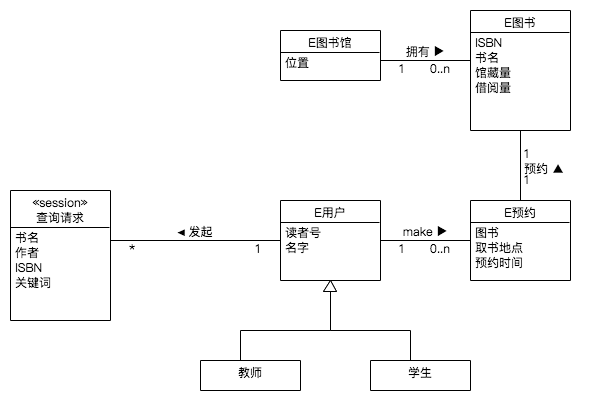 E图书
ISBN
书名
馆藏量
借阅量
E图书馆
位置
拥有 ▶
1
0..n
1
预约 ▲
1
«session»
查询请求
书名
作者
ISBN
关键词
◀ 发起
*
1
E用户
读者号
名字
make ▶
1
0..n
E预约
图书
取书地点
预约时间
教师
学生